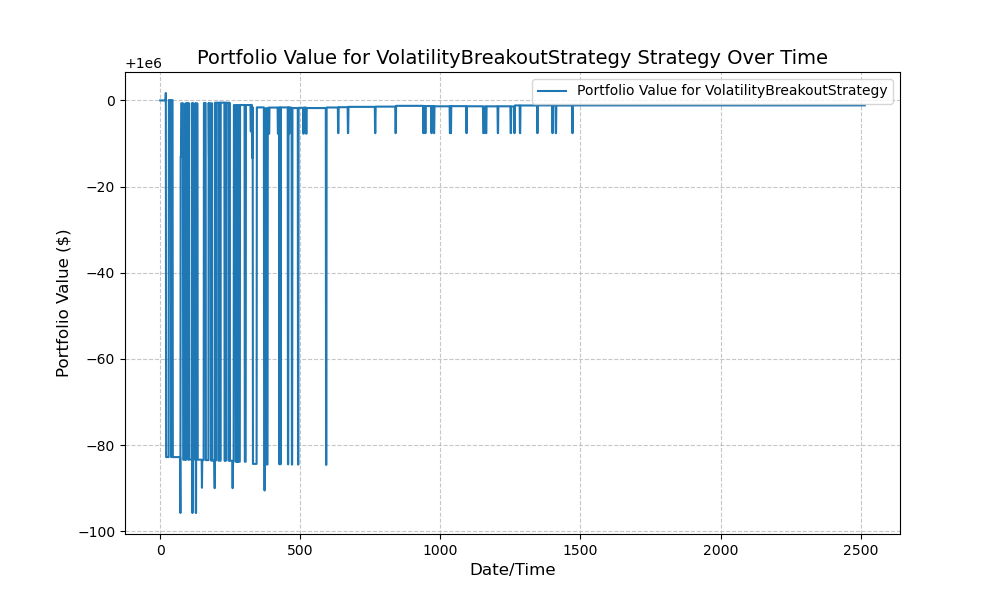 Portfolio Value for VolatilityBreakoutStrategy Strategy Over Time
+1e6
Portfolio Value for VolatilityBreakoutStrategy
0
−20
−40
−60
−80
−100
Portfolio Value ($)
0
500
1000
1500
2000
2500
Date/Time